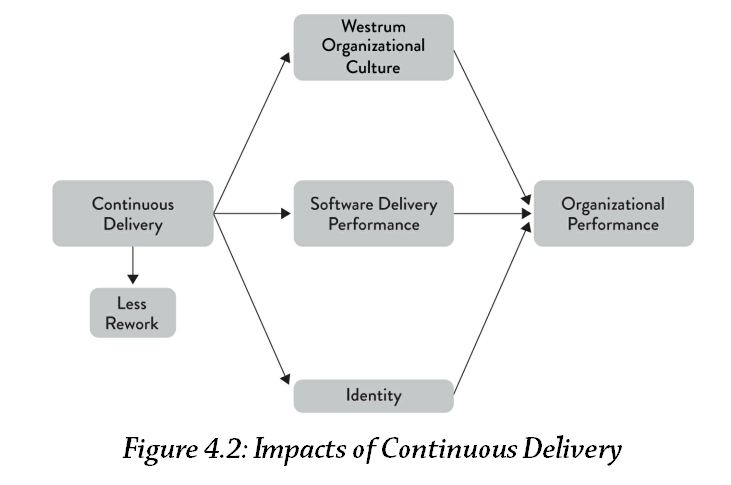 Westrum
Organizational
Culture
Continuous
Delivery
Software Delivery
Performance
Organizational
Performance
Less
Rework
Identity
Figure 4.2: Impacts of Continuous Delivery